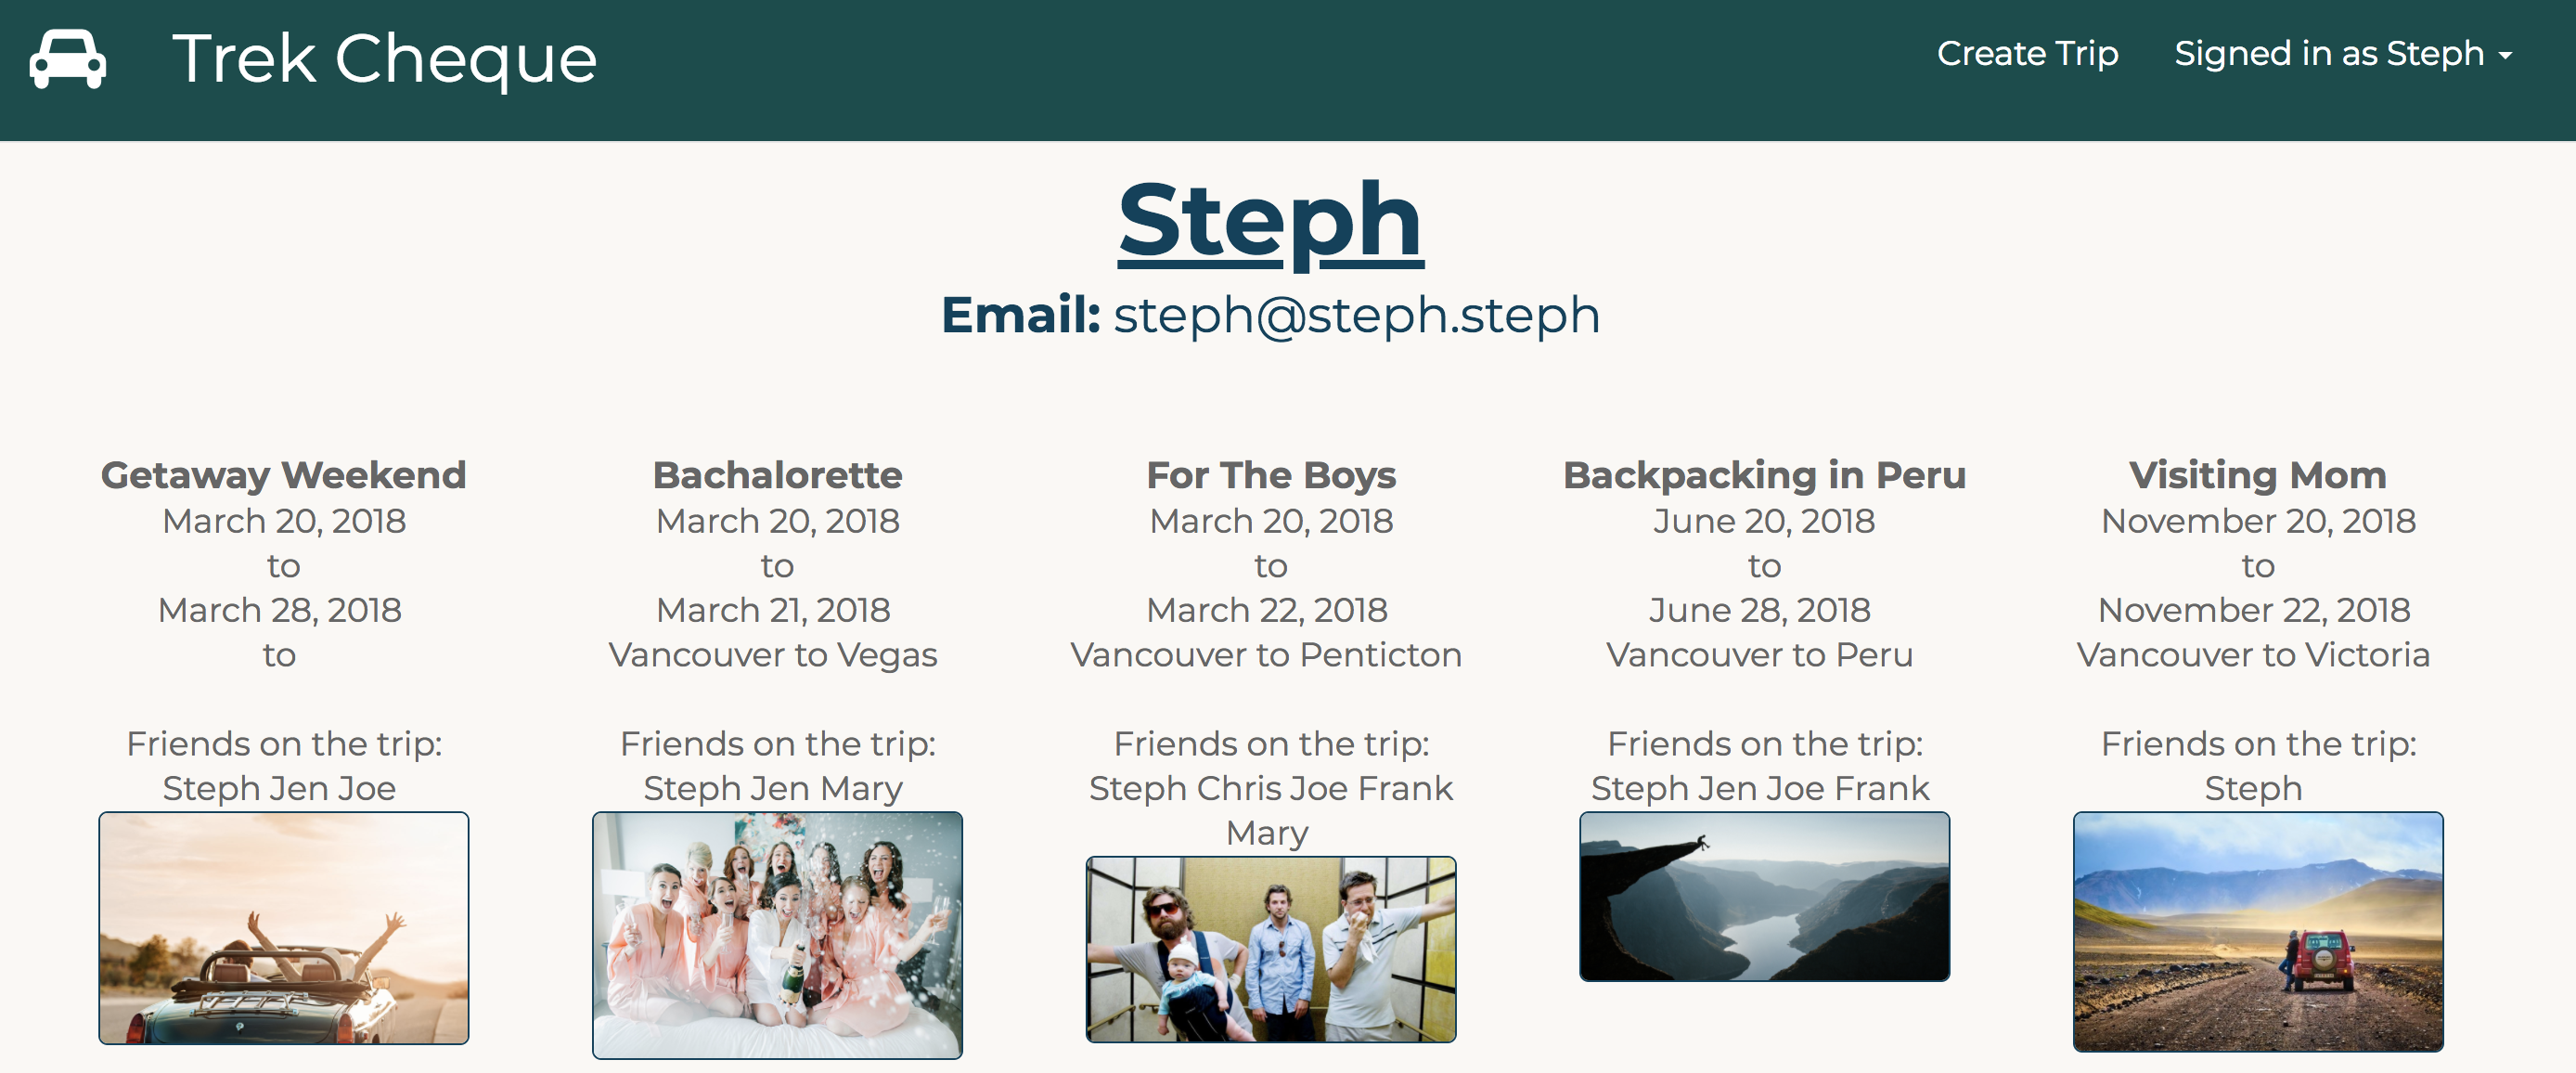 Trek Cheque
Create Trip
Signed in as Steph
Steph
Email: steph@steph.steph
Getaway Weekend
March 20, 2018
to
March 28, 2018
to
Friends on the trip:
Steph Jen Joe
Bachalorette
March 20, 2018
to
March 21, 2018
Vancouver to Vegas
Friends on the trip:
Steph Jen Mary
For The Boys
March 20, 2018
to
March 22, 2018
Vancouver to Penticton
Friends on the trip:
Steph Chris Joe Frank
Mary
Backpacking in Peru
June 20, 2018
to
June 28, 2018
Vancouver to Peru
Friends on the trip:
Steph Jen Joe Frank
Visiting Mom
November 20, 2018
to
November 22, 2018
Vancouver to Victoria
Friends on the trip:
Steph